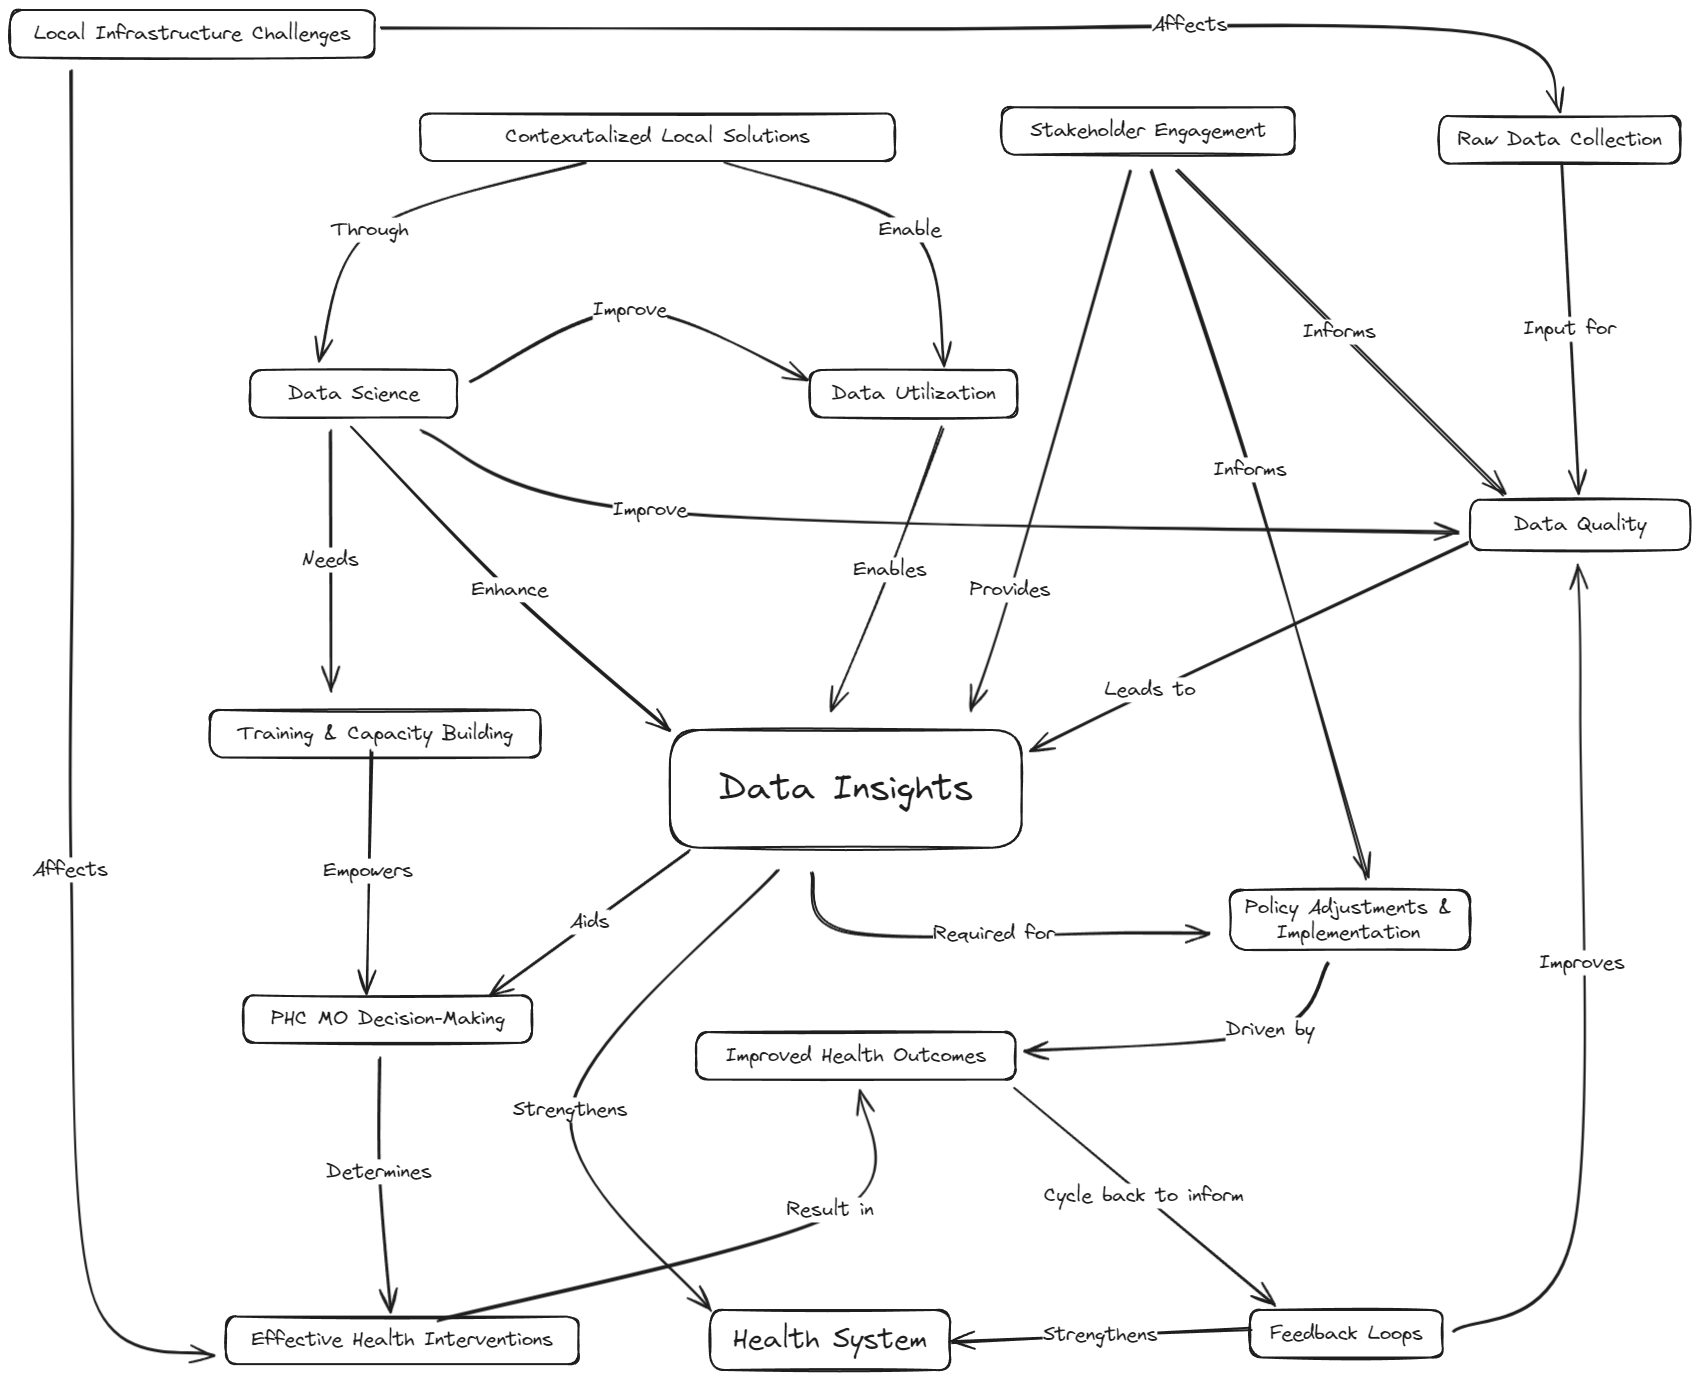 Local Infrastructure Challenges
Affects
Contexutalized Local Solutions
Stakeholder Engagement
Raw Data Collection
Through
Enable
Improve
Informs
Input for
Data Science
Data Utilization
Informs
Improve
Data Quality
Needs
Enhance
Enables
Provides
Leads to
Training & Capacity Building
Data Insights
Affects
Empowers
Aids
Required for
Policy Adjustments &
Implementation
Improves
PHC MO Decision-Making
Driven by
Improved Health Outcomes
Strengthens
Determines
Result in
Cycle back to inform
Effective Health Interventions
Health System
Strengthens
Feedback Loops